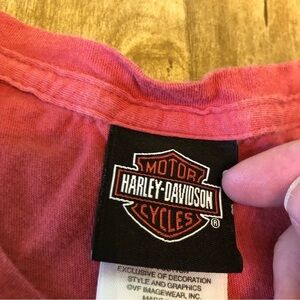 MOTOR
HARLEY-DAVIDSON
CYCLES
®
EXCLUSIVE OF DECORATION
STYLE AND GRAPHICS
©VF IMAGEWEAR, INC.